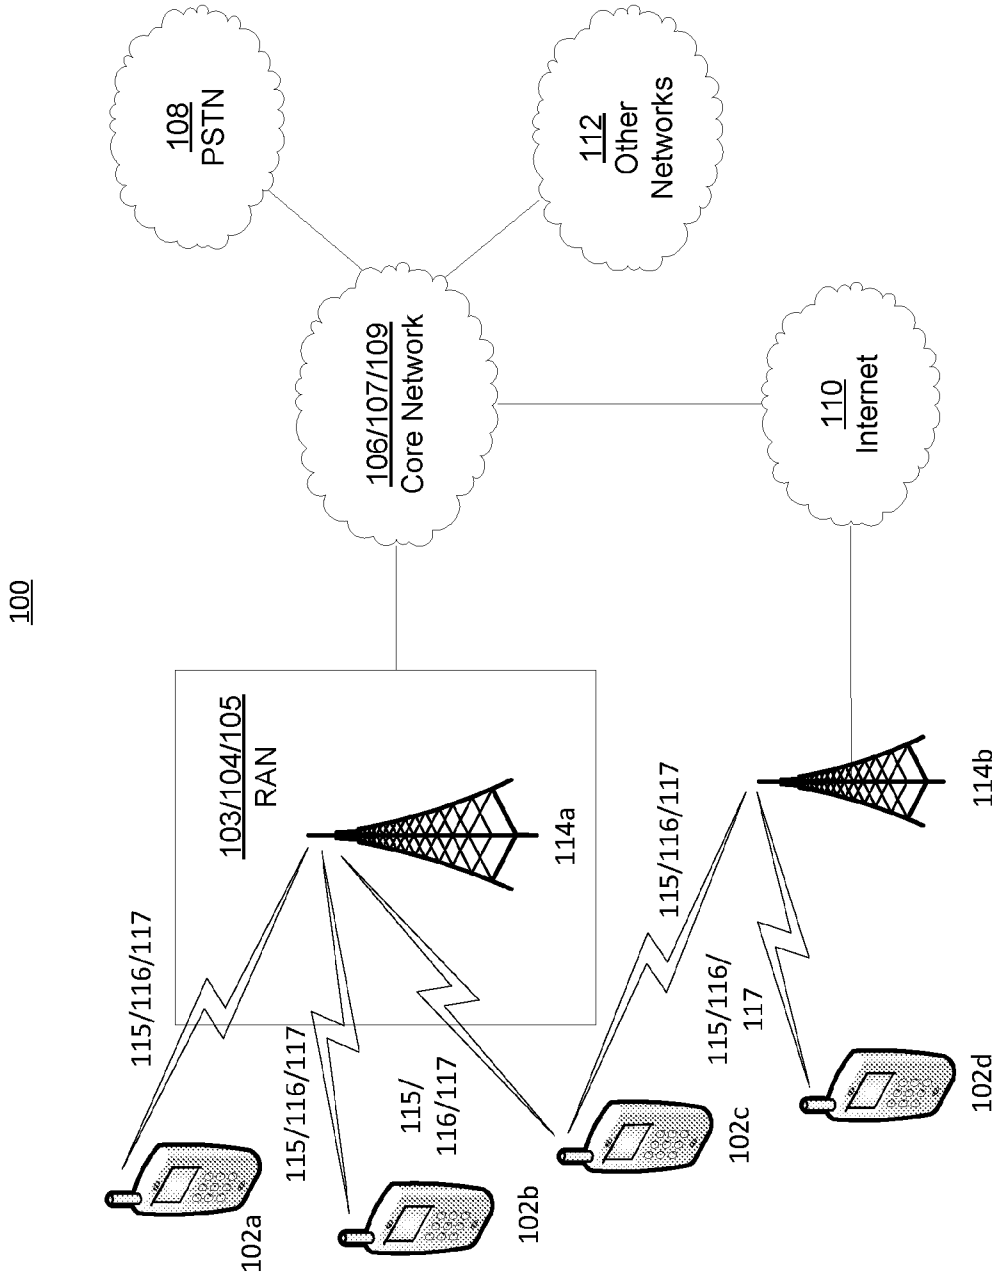 100
108
PSTN
106/107/109
Core Network
112
Other
Networks
103/104/105
RAN
110
Internet
114a
114b
115/116/117
115/116/117
115/
116/117
115/116/117
115/116/
117
102a
102b
102c
102d